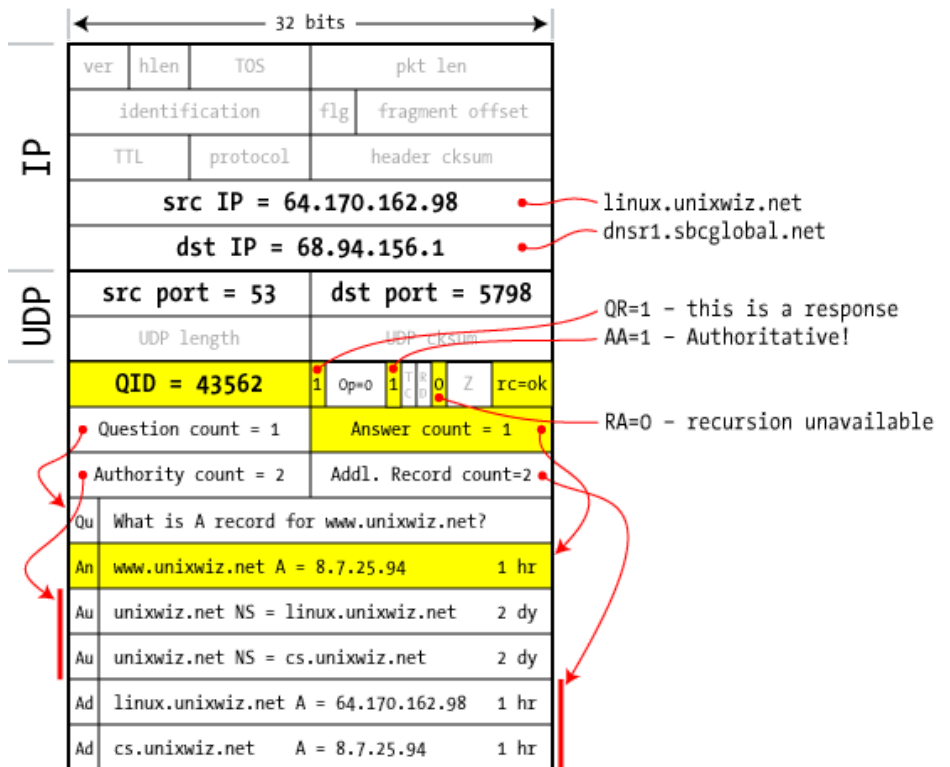 32 bits
ver hlen TOS pkt len
identification flg fragment offset
TTL protocol header cksum
IP
src IP = 64.170.162.98
linux.unixwiz.net
dst IP = 68.94.156.1
dnsr1.sbcglobal.net
UDP
src port = 53 dst port = 5798
QR=1 – this is a response
UDP length UDP cksum
AA=1 – Authoritative!
QID = 43562 1 Op=0 1 TC RD 0 Z rc=ok
Question count = 1 Answer count = 1
RA=0 – recursion unavailable
Authority count = 2 Addl. Record count=2
Qu What is A record for www.unixwiz.net?
An www.unixwiz.net A = 8.7.25.94 1 hr
Au unixwiz.net NS = linux.unixwiz.net 2 dy
Au unixwiz.net NS = cs.unixwiz.net 2 dy
Ad linux.unixwiz.net A = 64.170.162.98 1 hr
Ad cs.unixwiz.net A = 8.7.25.94 1 hr